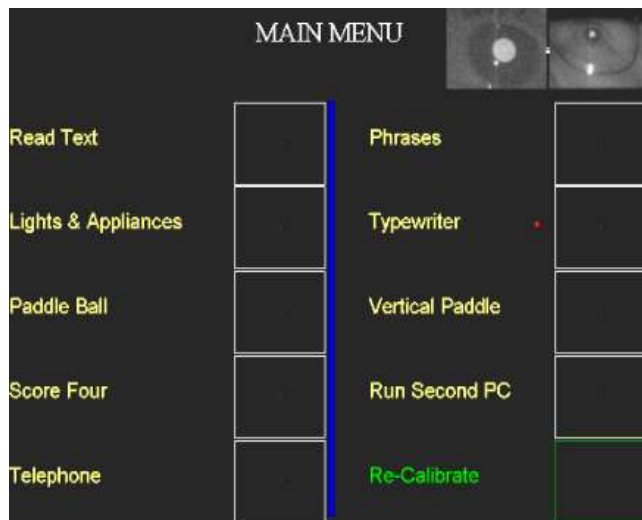 MAIN MENU
Read Text
Phrases
Lights & Appliances
Typewriter
Paddle Ball
Vertical Paddle
Score Four
Run Second PC
Telephone
Re-Calibrate